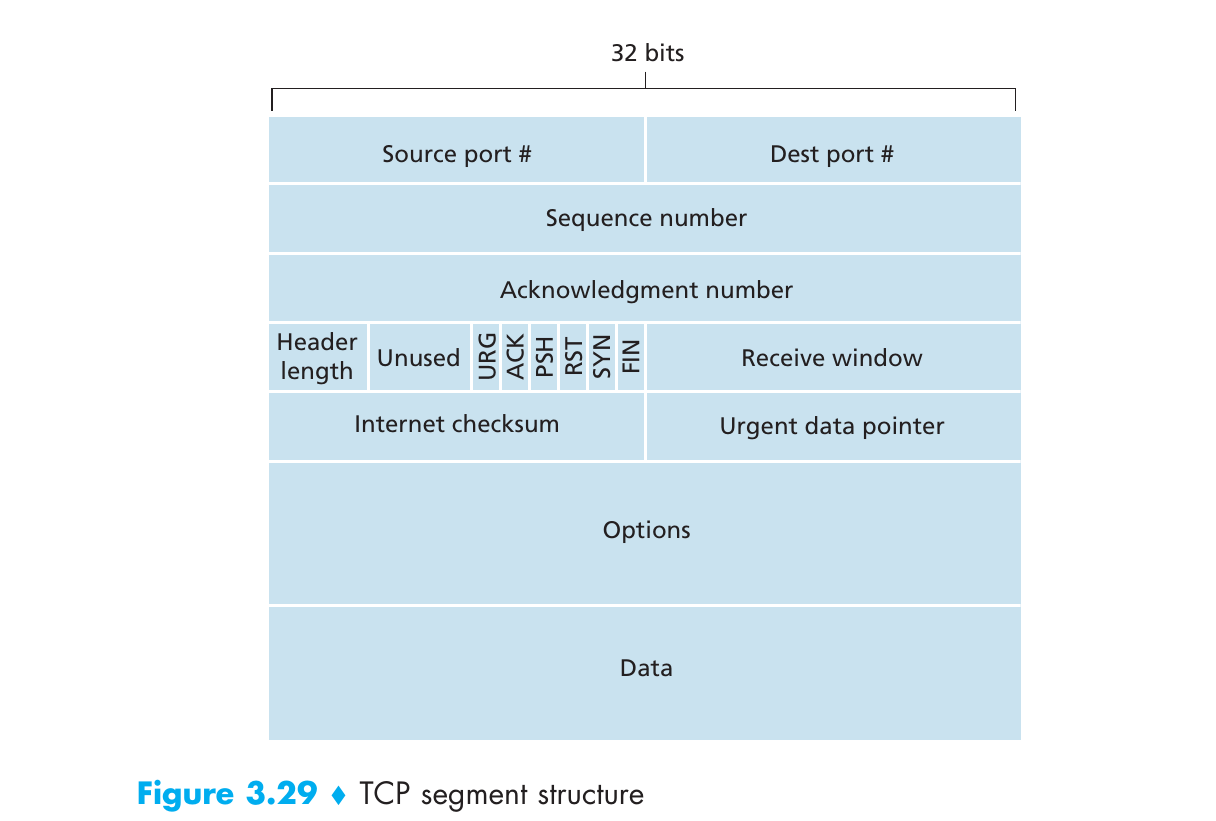 32 bits
Source port #
Dest port #
Sequence number
Acknowledgment number
Header
length
Unused
URG
ACK
PSH
RST
SYN
FIN
Receive window
Internet checksum
Urgent data pointer
Options
Data
Figure 3.29 ♦ TCP segment structure